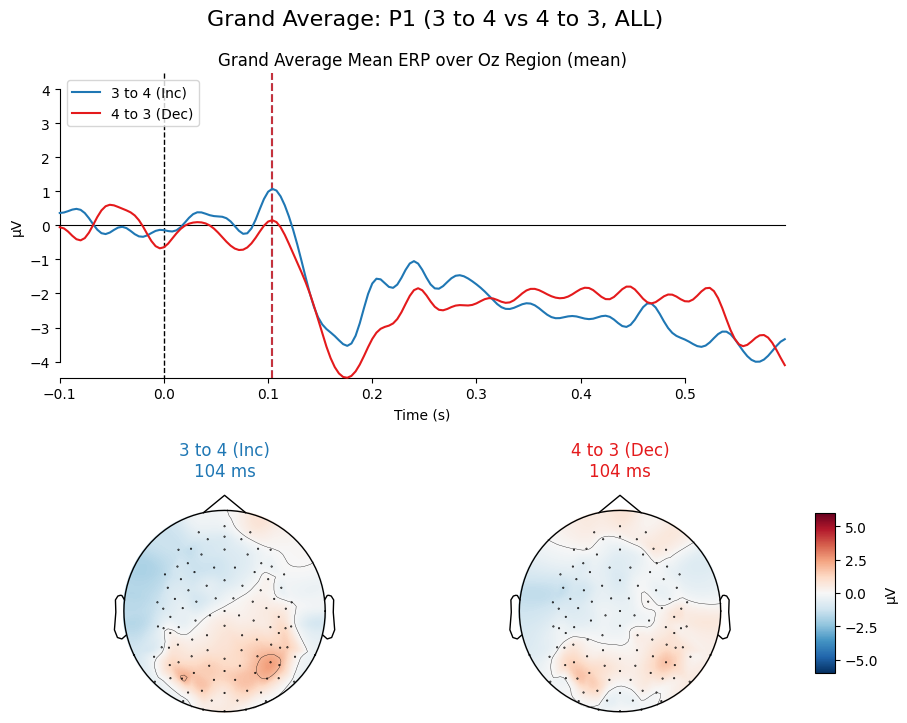 Grand Average: P1 (3 to 4 vs 4 to 3, ALL)
Grand Average Mean ERP over Oz Region (mean)
3 to 4 (Inc)
4 to 3 (Dec)
4
3
2
1
0
−1
−2
−3
−4
µV
−0.1 0.0 0.1 0.2 0.3 0.4 0.5
Time (s)
3 to 4 (Inc)
104 ms
4 to 3 (Dec)
104 ms
5.0
2.5
0.0
−2.5
−5.0
µV